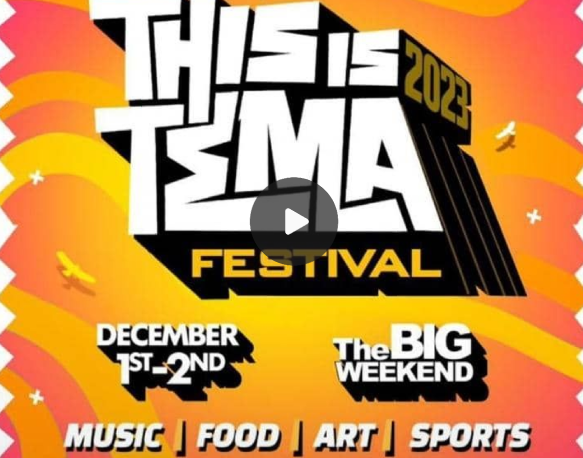 THIS IS
2023
TEMA
FESTIVAL
DECEMBER
1ST-2ND
The BIG
WEEKEND
MUSIC | FOOD | ART | SPORTS